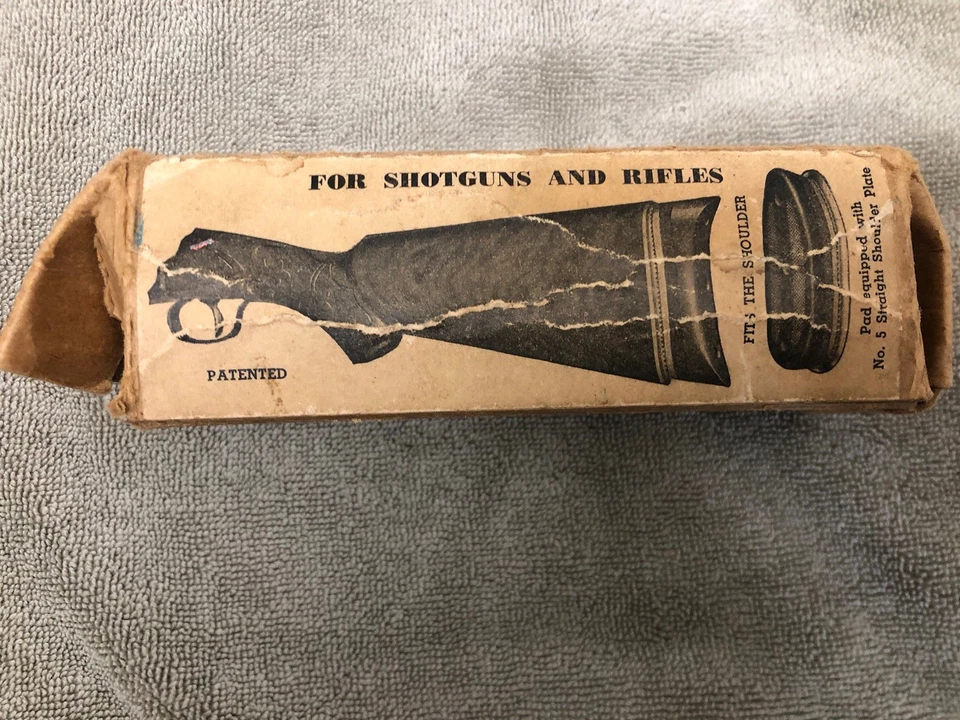 FOR SHOTGUNS AND RIFLES
FITS THE SHOULDER
Pad equipped with
No. 5 Straight Shoulder Plate
PATENTED